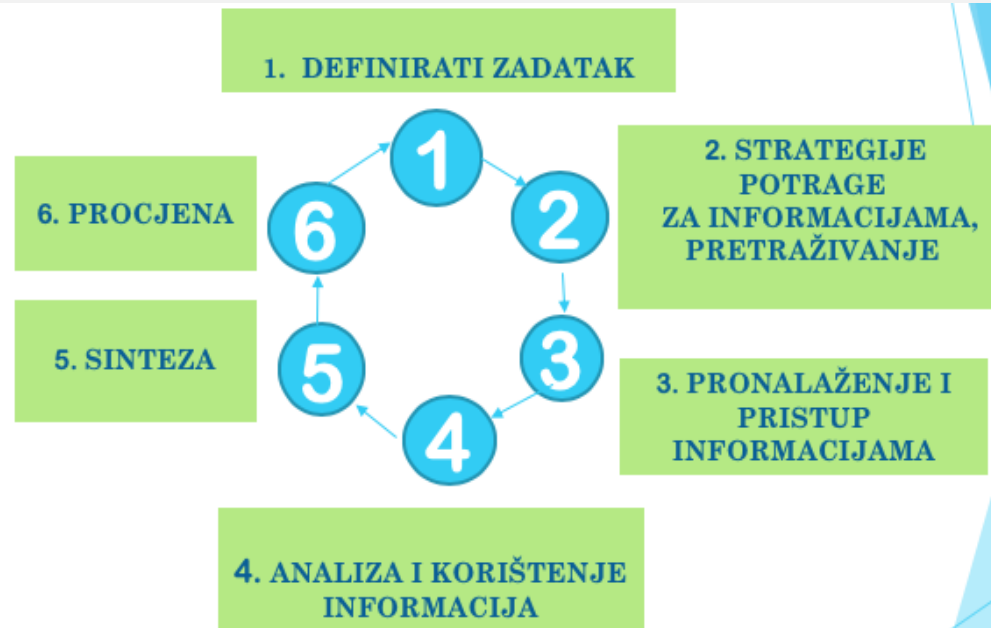 1. DEFINIRATI ZADATAK
1
2
3
4
5
6
2. STRATEGIJE
POTRAGE
ZA INFORMACIJAMA,
PRETRAŽIVANJE
3. PRONALAŽENJE I
PRISTUP
INFORMACIJAMA
4. ANALIZA I KORIŠTENJE
INFORMACIJA
5. SINTEZA
6. PROCJENA